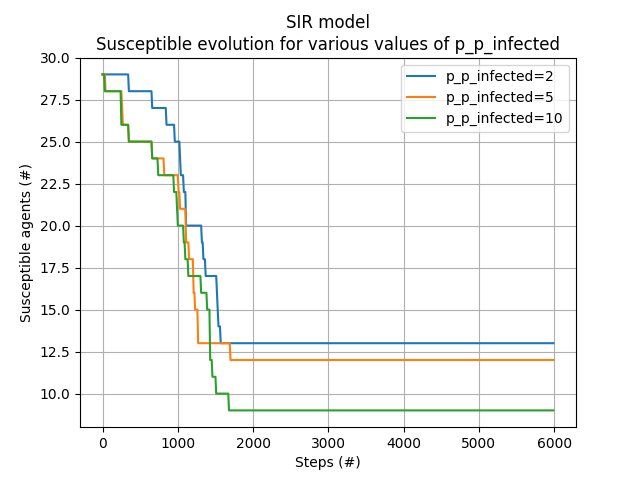 SIR model
Susceptible evolution for various values of p_p_infected
p_p_infected=2
p_p_infected=5
p_p_infected=10
Susceptible agents (#)
30.0
27.5
25.0
22.5
20.0
17.5
15.0
12.5
10.0
0 1000 2000 3000 4000 5000 6000
Steps (#)